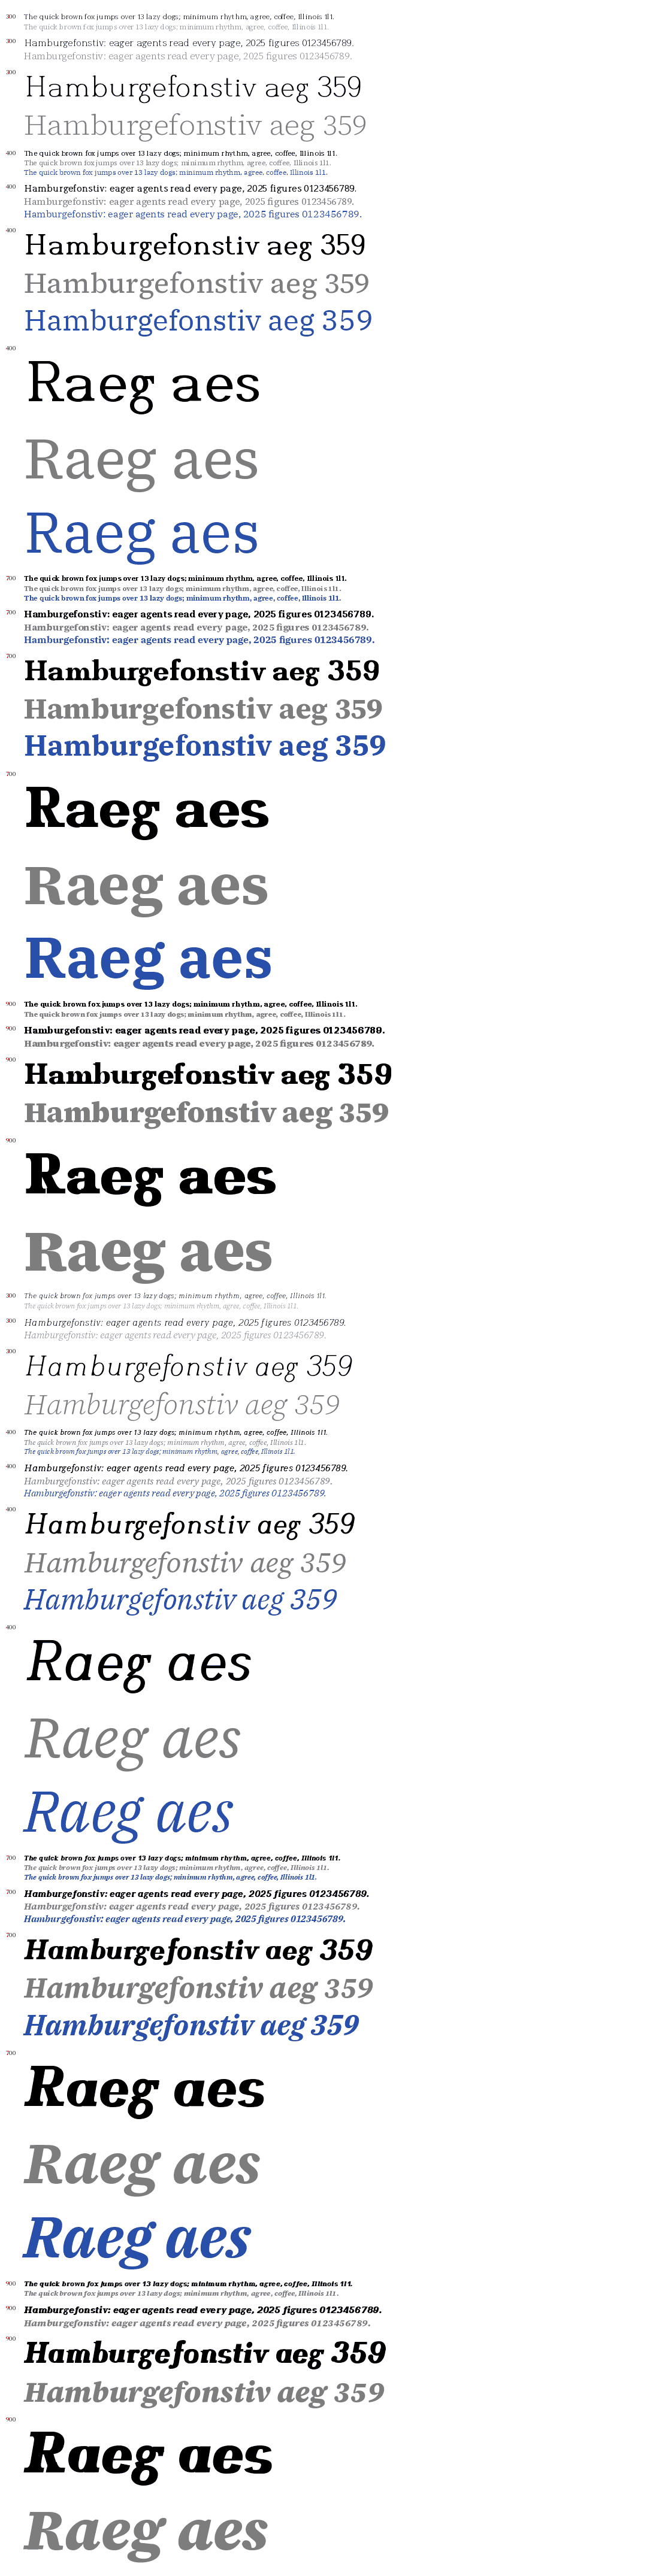 300 The quick brown fox jumps over 13 lazy dogs; minimum rhythm, agree, coffee, Illinois 1l1.
The quick brown fox jumps over 13 lazy dogs; minimum rhythm, agree, coffee, Illinois 1l1.
300 Hamburgefonstiv: eager agents read every page, 2025 figures 0123456789.
Hamburgefonstiv: eager agents read every page, 2025 figures 0123456789.
300 Hamburgefonstiv aeg 359
Hamburgefonstiv aeg 359
400 The quick brown fox jumps over 13 lazy dogs; minimum rhythm, agree, coffee, Illinois 1l1.
The quick brown fox jumps over 13 lazy dogs; minimum rhythm, agree, coffee, Illinois 1l1.
The quick brown fox jumps over 13 lazy dogs; minimum rhythm, agree, coffee, Illinois 1l1.
400 Hamburgefonstiv: eager agents read every page, 2025 figures 0123456789.
Hamburgefonstiv: eager agents read every page, 2025 figures 0123456789.
Hamburgefonstiv: eager agents read every page, 2025 figures 0123456789.
400 Hamburgefonstiv aeg 359
Hamburgefonstiv aeg 359
Hamburgefonstiv aeg 359
400 Raeg aes
Raeg aes
Raeg aes
700 The quick brown fox jumps over 13 lazy dogs; minimum rhythm, agree, coffee, Illinois 1l1.
The quick brown fox jumps over 13 lazy dogs; minimum rhythm, agree, coffee, Illinois 1l1.
The quick brown fox jumps over 13 lazy dogs; minimum rhythm, agree, coffee, Illinois 1l1.
700 Hamburgefonstiv: eager agents read every page, 2025 figures 0123456789.
Hamburgefonstiv: eager agents read every page, 2025 figures 0123456789.
Hamburgefonstiv: eager agents read every page, 2025 figures 0123456789.
700 Hamburgefonstiv aeg 359
Hamburgefonstiv aeg 359
Hamburgefonstiv aeg 359
700 Raeg aes
Raeg aes
Raeg aes
900 The quick brown fox jumps over 13 lazy dogs; minimum rhythm, agree, coffee, Illinois 1l1.
The quick brown fox jumps over 13 lazy dogs; minimum rhythm, agree, coffee, Illinois 1l1.
900 Hamburgefonstiv: eager agents read every page, 2025 figures 0123456789.
Hamburgefonstiv: eager agents read every page, 2025 figures 0123456789.
900 Hamburgefonstiv aeg 359
Hamburgefonstiv aeg 359
900 Raeg aes
Raeg aes
300 The quick brown fox jumps over 13 lazy dogs; minimum rhythm, agree, coffee, Illinois 1l1.
The quick brown fox jumps over 13 lazy dogs; minimum rhythm, agree, coffee, Illinois 1l1.
300 Hamburgefonstiv: eager agents read every page, 2025 figures 0123456789.
Hamburgefonstiv: eager agents read every page, 2025 figures 0123456789.
300 Hamburgefonstiv aeg 359
Hamburgefonstiv aeg 359
400 The quick brown fox jumps over 13 lazy dogs; minimum rhythm, agree, coffee, Illinois 1l1.
The quick brown fox jumps over 13 lazy dogs; minimum rhythm, agree, coffee, Illinois 1l1.
The quick brown fox jumps over 13 lazy dogs; minimum rhythm, agree, coffee, Illinois 1l1.
400 Hamburgefonstiv: eager agents read every page, 2025 figures 0123456789.
Hamburgefonstiv: eager agents read every page, 2025 figures 0123456789.
Hamburgefonstiv: eager agents read every page, 2025 figures 0123456789.
400 Hamburgefonstiv aeg 359
Hamburgefonstiv aeg 359
Hamburgefonstiv aeg 359
400 Raeg aes
Raeg aes
Raeg aes
700 The quick brown fox jumps over 13 lazy dogs; minimum rhythm, agree, coffee, Illinois 1l1.
The quick brown fox jumps over 13 lazy dogs; minimum rhythm, agree, coffee, Illinois 1l1.
The quick brown fox jumps over 13 lazy dogs; minimum rhythm, agree, coffee, Illinois 1l1.
700 Hamburgefonstiv: eager agents read every page, 2025 figures 0123456789.
Hamburgefonstiv: eager agents read every page, 2025 figures 0123456789.
Hamburgefonstiv: eager agents read every page, 2025 figures 0123456789.
700 Hamburgefonstiv aeg 359
Hamburgefonstiv aeg 359
Hamburgefonstiv aeg 359
700 Raeg aes
Raeg aes
Raeg aes
900 The quick brown fox jumps over 13 lazy dogs; minimum rhythm, agree, coffee, Illinois 1l1.
The quick brown fox jumps over 13 lazy dogs; minimum rhythm, agree, coffee, Illinois 1l1.
900 Hamburgefonstiv: eager agents read every page, 2025 figures 0123456789.
Hamburgefonstiv: eager agents read every page, 2025 figures 0123456789.
900 Hamburgefonstiv aeg 359
Hamburgefonstiv aeg 359
900 Raeg aes
Raeg aes